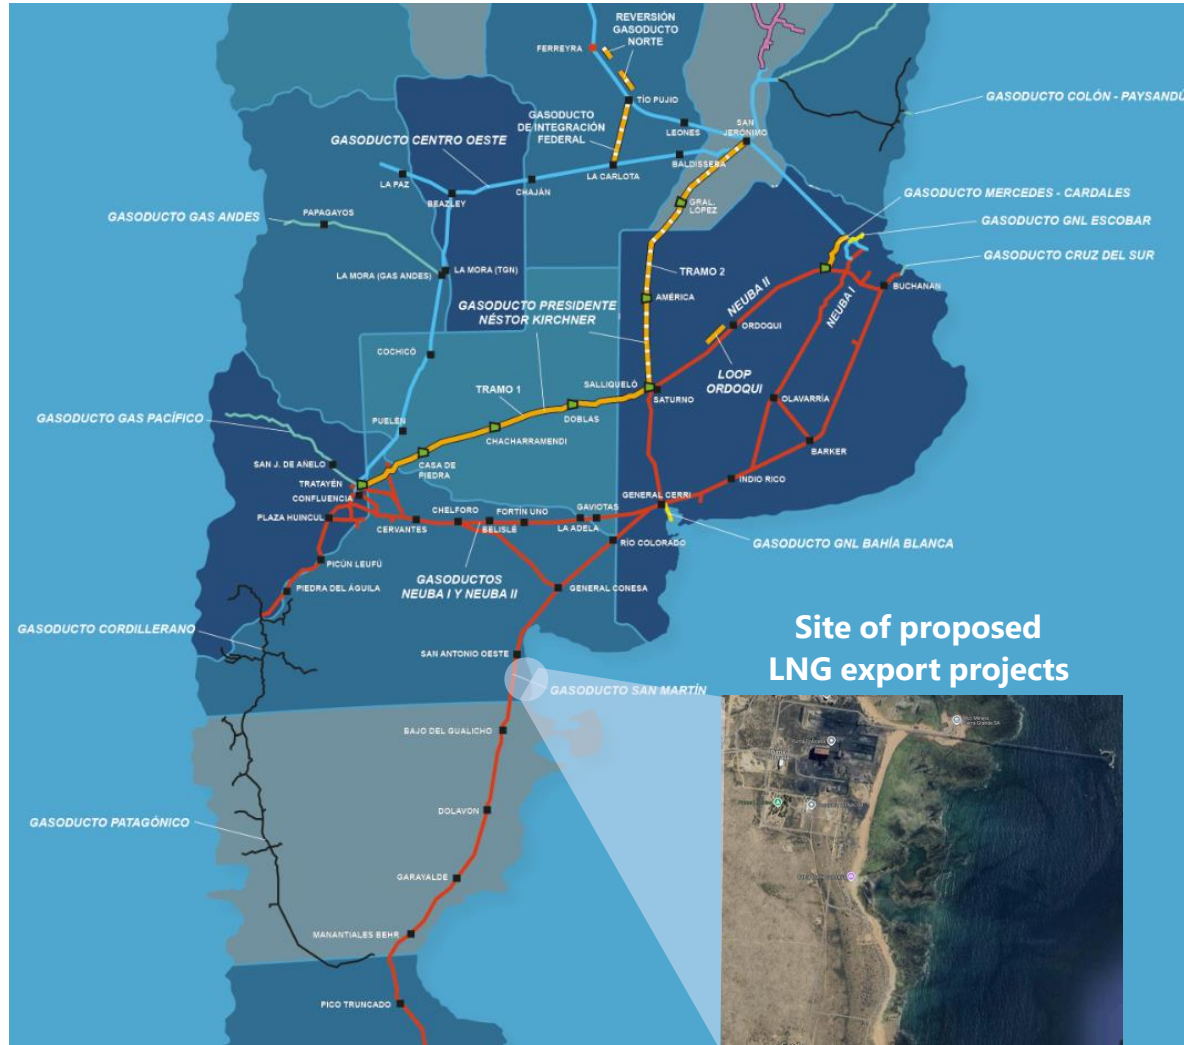 REVERSIÓN
GASODUCTO
NORTE
FERREYRA
TÍO PUJIO
GASODUCTO
DE INTEGRACIÓN
FEDERAL
LEONES
SAN
JERÓNIMO
GASODUCTO COLÓN - PAYSANDÚ
GASODUCTO CENTRO OESTE
BALDISSERA
LA CARLOTA
LA PAZ
BEAZLEY
CHAJÁN
GRAL.
LÓPEZ
GASODUCTO MERCEDES - CARDALES
GASODUCTO GNL ESCOBAR
GASODUCTO CRUZ DEL SUR
GASODUCTO GAS ANDES
PAPAGAYOS
LA MORA (GAS ANDES)
LA MORA (TGN)
TRAMO 2
BUCHANAN
AMÉRICA
NEUBA II
NEUBA I
GASODUCTO PRESIDENTE
NÉSTOR KIRCHNER
ORDOQUI
COCHICÓ
LOOP
ORDOQUI
TRAMO 1
SALLIQUELÓ
SATURNO
OLAVARRÍA
GASODUCTO GAS PACÍFICO
PUELÉN
DOBLAS
CHACHARRAMENDI
BARKER
CASA DE
PIEDRA
SAN J. DE AÑELO
TRATAYÉN
CONFLUENCIA
INDIO RICO
GENERAL CERRI
PLAZA HUINCUL
CERVANTES
CHELFORO
BELISLÉ
FORTÍN UNO
GAVIOTAS
LA ADELA
RÍO COLORADO
GASODUCTO GNL BAHÍA BLANCA
PICÚN LEUFÚ
PIEDRA DEL ÁGUILA
GASODUCTOS
NEUBA I Y NEUBA II
GENERAL CONESA
GASODUCTO CORDILLERANO
SAN ANTONIO OESTE
GASODUCTO SAN MARTÍN
Site of proposed
LNG export projects
BAJO DEL GUALICHO
DOLAVON
GASODUCTO PATAGÓNICO
GARAYALDE
MANANTIALES BEHR
PICO TRUNCADO